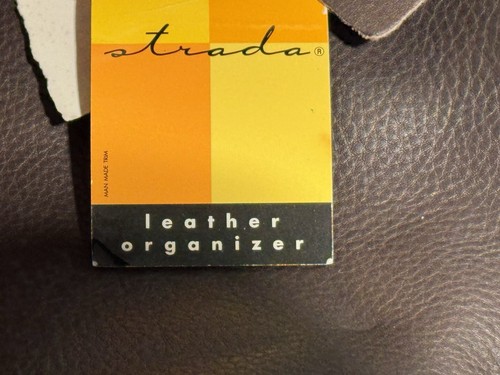 strada®
MAN MADE TRIM
leather
organizer